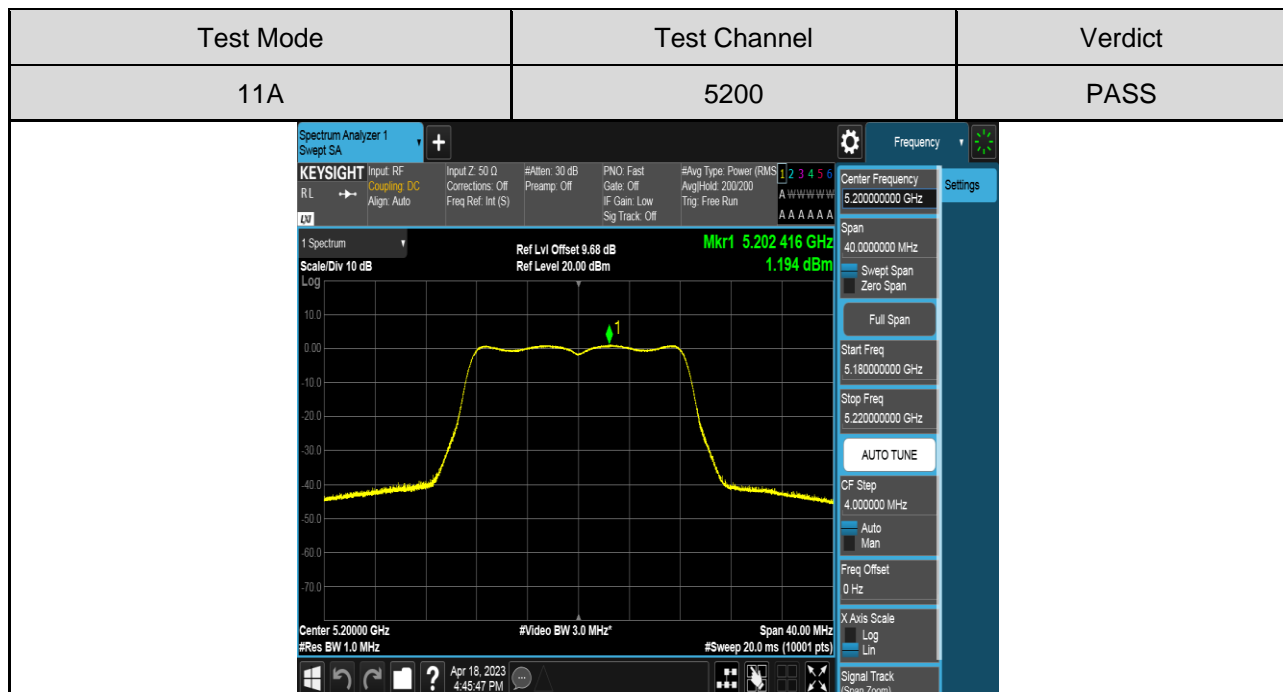 Test Mode Test Channel Verdict
11A 5200 PASS
Spectrum Analyzer 1
Swept SA
+
Frequency
KEYSIGHT
RL
LXI
Input: RF
Coupling: DC
Align: Auto
Input Z: 50 Ω
Corrections: Off
Freq Ref: Int (S)
#Atten: 30 dB
Preamp: Off
PNO: Fast
Gate: Off
IF Gain: Low
Sig Track: Off
#Avg Type: Power (RMS
Avg|Hold: 200/200
Trig: Free Run
1 2 3 4 5 6
A W W W W W
A A A A A A
1 Spectrum
Scale/Div 10 dB
Ref Lvl Offset 9.68 dB
Ref Level 20.00 dBm
Mkr1 5.202 416 GHz
1.194 dBm
Log
10.0
0.00
-10.0
-20.0
-30.0
-40.0
-50.0
-60.0
-70.0
1
Center 5.20000 GHz
#Res BW 1.0 MHz
#Video BW 3.0 MHz*
Span 40.00 MHz
#Sweep 20.0 ms (10001 pts)
?
Apr 18, 2023
4:45:47 PM
Center Frequency
5.200000000 GHz
Span
40.0000000 MHz
Swept Span
Zero Span
Full Span
Start Freq
5.180000000 GHz
Stop Freq
5.220000000 GHz
AUTO TUNE
CF Step
4.000000 MHz
Auto
Man
Freq Offset
0 Hz
X Axis Scale
Log
Lin
Signal Track
(Span Zoom)
Settings